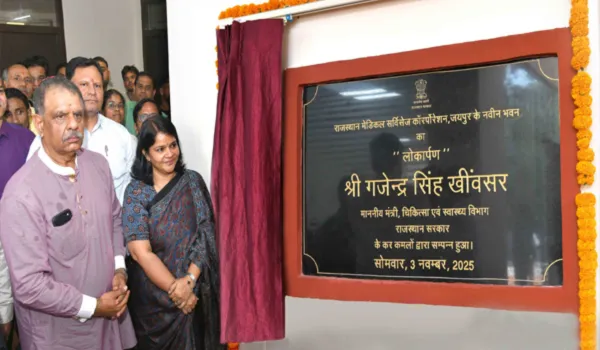 राजस्थान मेडिकल सर्विसेज कॉरपोरेशन,जयपुर के नवीन भवन
का
'' लोकार्पण ''
श्री गजेन्द्र सिंह खींवसर
माननीय मंत्री, चिकित्सा एवं स्वास्थ्य विभाग
राजस्थान सरकार
के कर कमलों द्वारा सम्पन्न हुआ।
सोमवार, 3 नवम्बर, 2025